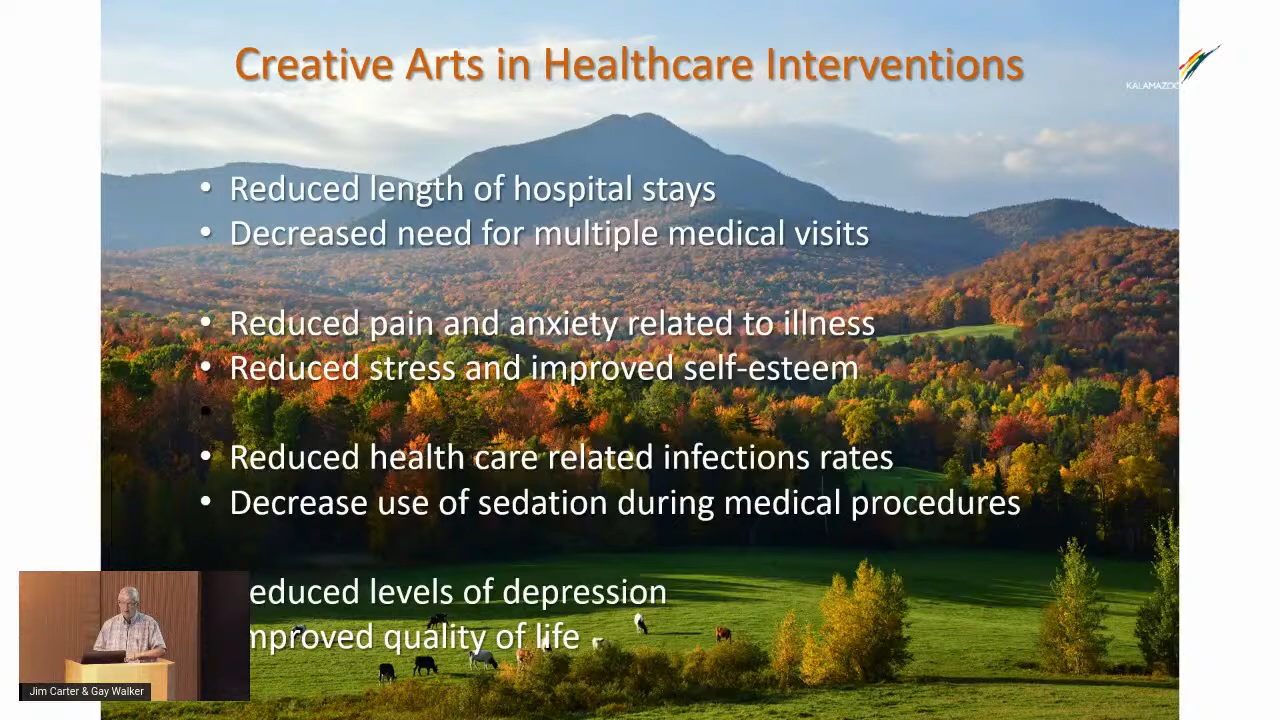 Creative Arts in Healthcare Interventions
KALAMAZOO
• Reduced length of hospital stays
• Decreased need for multiple medical visits
• Reduced pain and anxiety related to illness
• Reduced stress and improved self-esteem
•
• Reduced health care related infections rates
• Decrease use of sedation during medical procedures
educed levels of depression
mproved quality of life
Jim Carter & Gay Walker